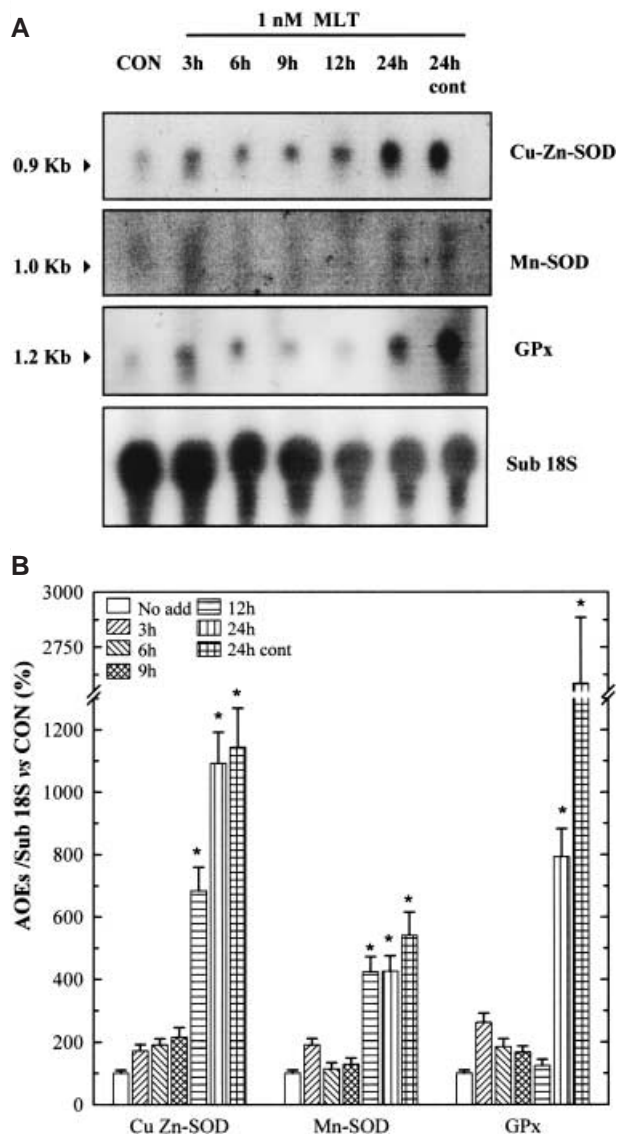 A
1 nM MLT
CON 3h 6h 9h 12h 24h 24h cont
0.9 Kb Cu-Zn-SOD
1.0 Kb Mn-SOD
1.2 Kb GPx
Sub 18S
B
AOEs /Sub 18S vs CON (%)
3000
2750
1200
1000
800
600
400
200
0
No add 12h
3h 24h
6h 24h cont
9h
* * *
* * *
* *
Cu Zn-SOD Mn-SOD GPx